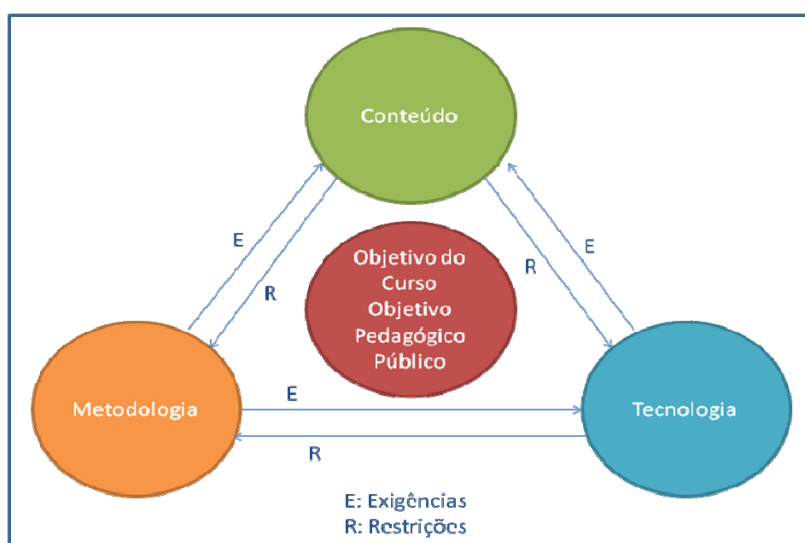 Conteúdo
E
R
R
E
Objetivo do
Curso
Objetivo
Pedagógico
Público
Metodologia
E
R
Tecnologia
E: Exigências
R: Restrições